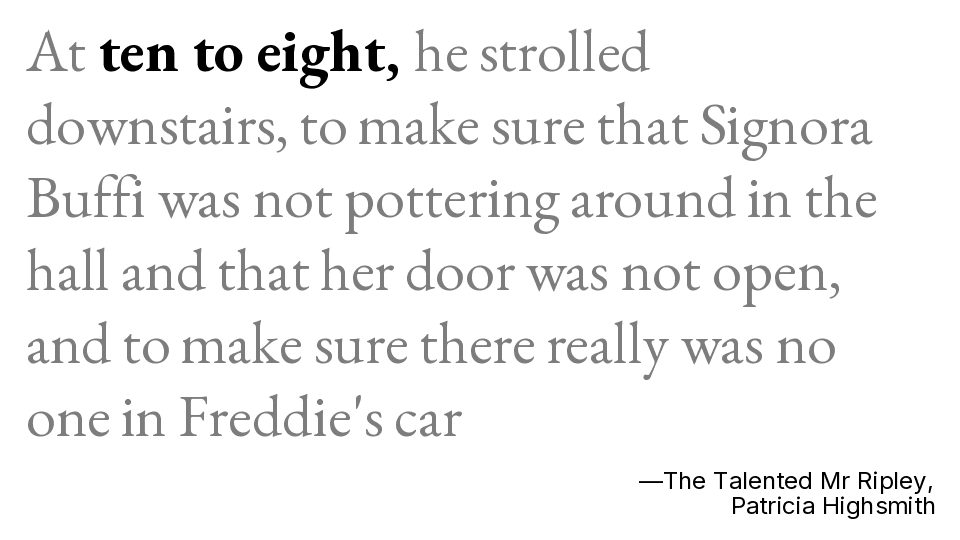 At ten to eight, he strolled
downstairs, to make sure that Signora
Buffi was not pottering around in the
hall and that her door was not open,
and to make sure there really was no
one in Freddie's car
—The Talented Mr Ripley,
Patricia Highsmith